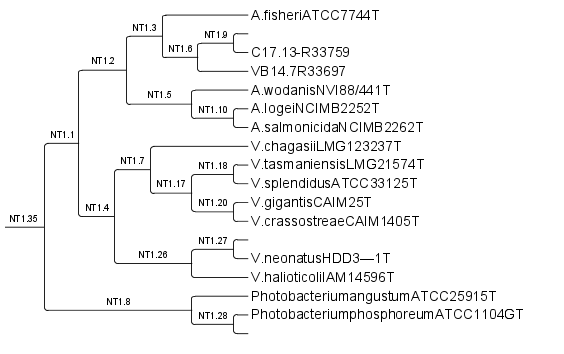 A.fisheriATCC7744T
NT1.3
NT1.9
C17.13-R33759
NT1.6
NT1.2
VB14.7R33697
A.wodanisNVI88/441T
NT1.5
A.logeiNCIMB2252T
NT1.10
A.salmonicidaNCIMB2262T
NT1.1
V.chagasiiLMG123237T
NT1.7
NT1.18
V.tasmaniensisLMG21574T
NT1.17
V.splendidusATCC33125T
NT1.20
V.gigantisCAIM25T
NT1.4
NT1.35
V.crassostreaeCAIM1405T
NT1.27
NT1.26
V.neonatusHDD3—1T
V.halioticoliIAM14596T
NT1.8
PhotobacteriumangustumATCC25915T
NT1.28
PhotobacteriumphosphoreumATCC1104GT